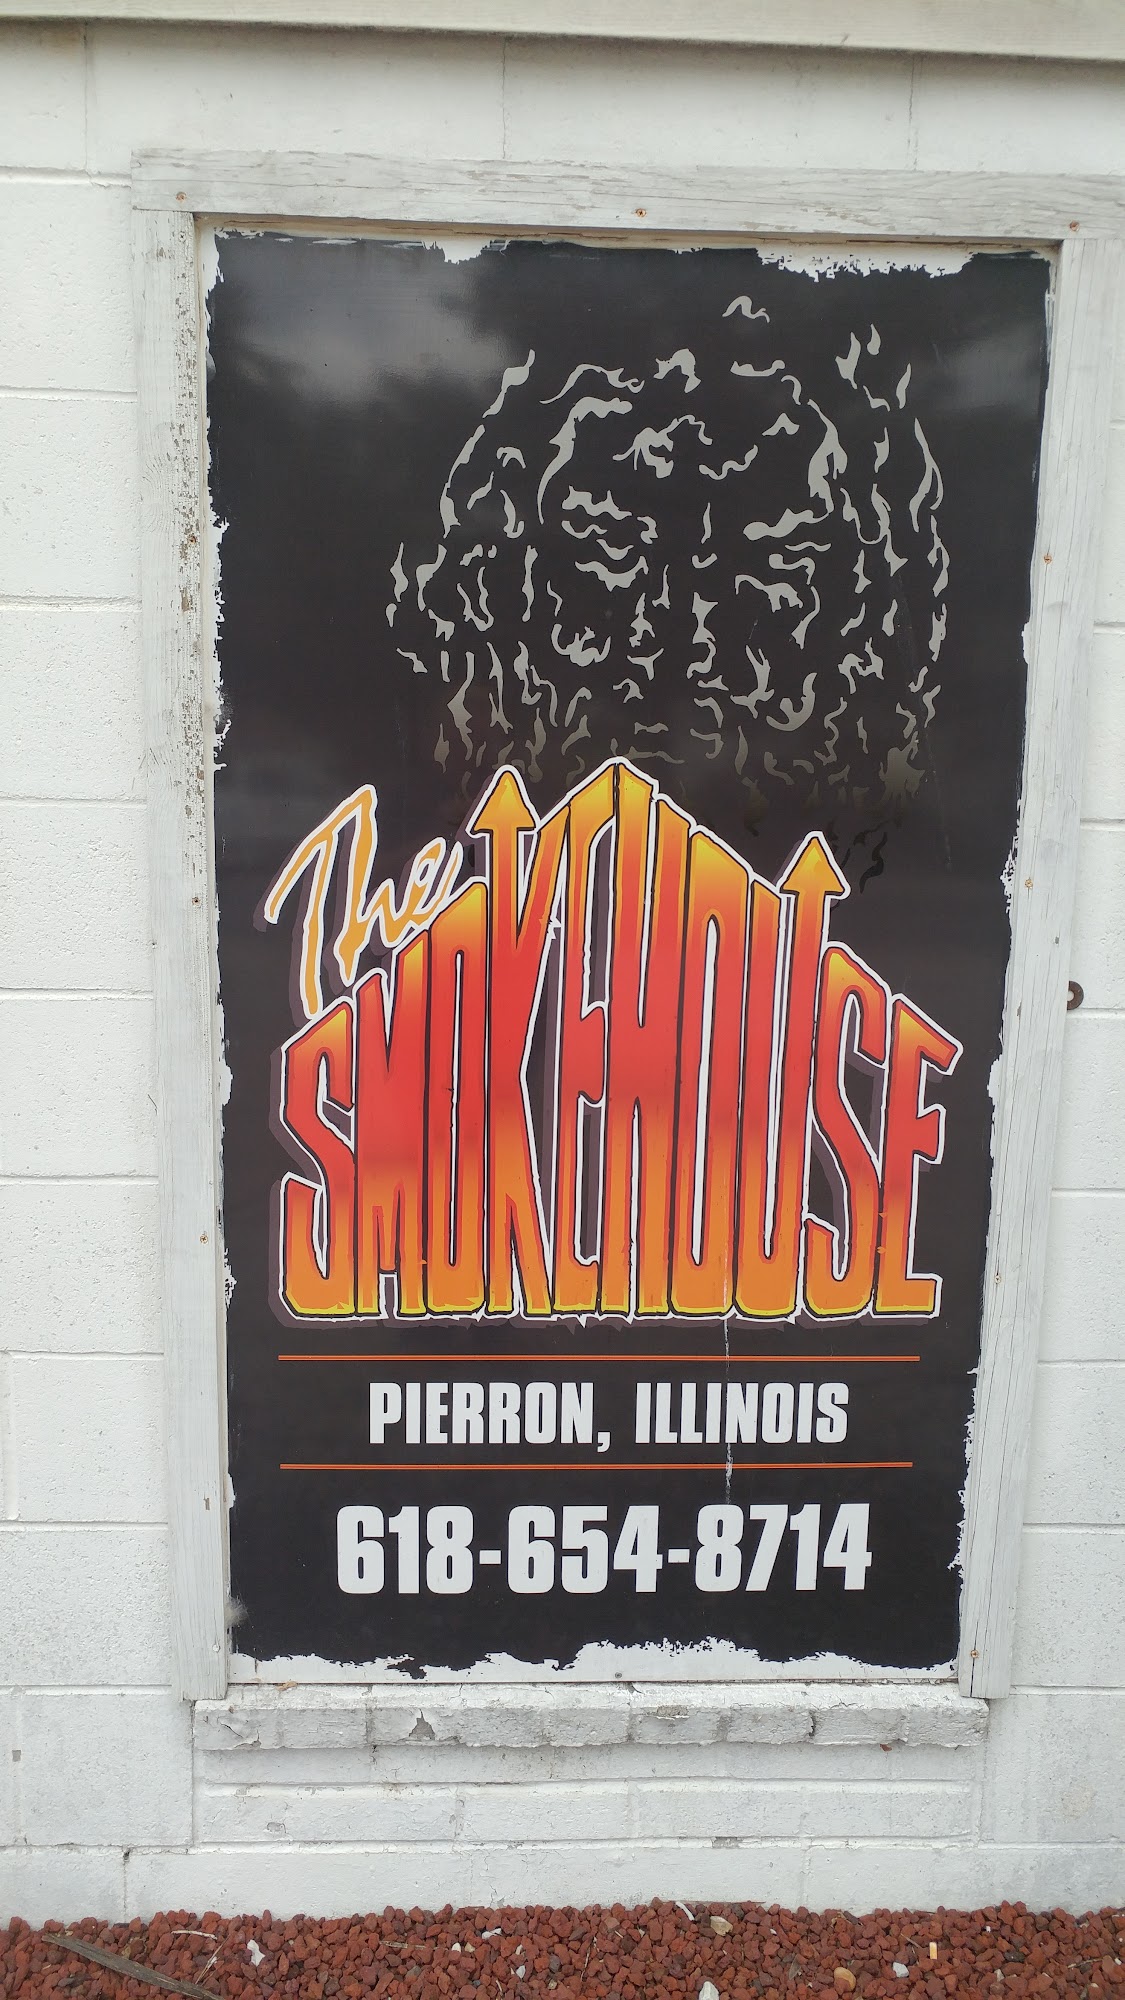 The
SMOKEHOUSE
PIERRON, ILLINOIS
618-654-8714